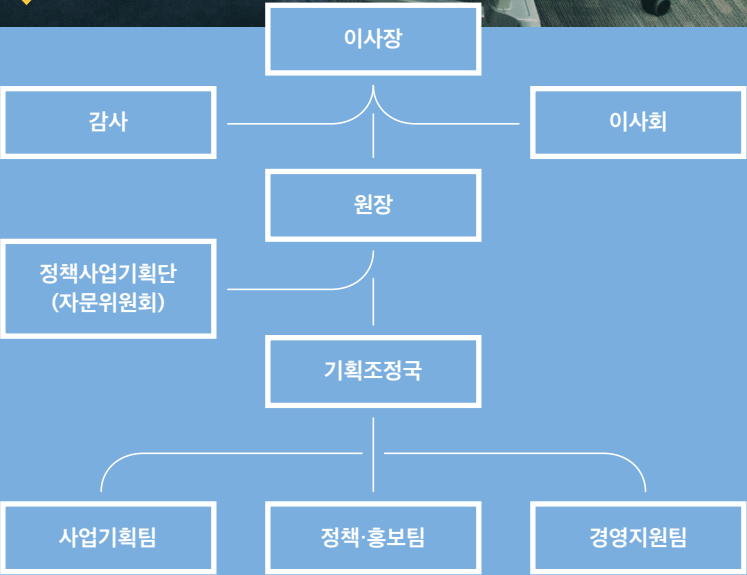 이사장
감사
이사회
원장
정책사업기획단
(자문위원회)
기획조정국
사업기획팀
정책·홍보팀
경영지원팀